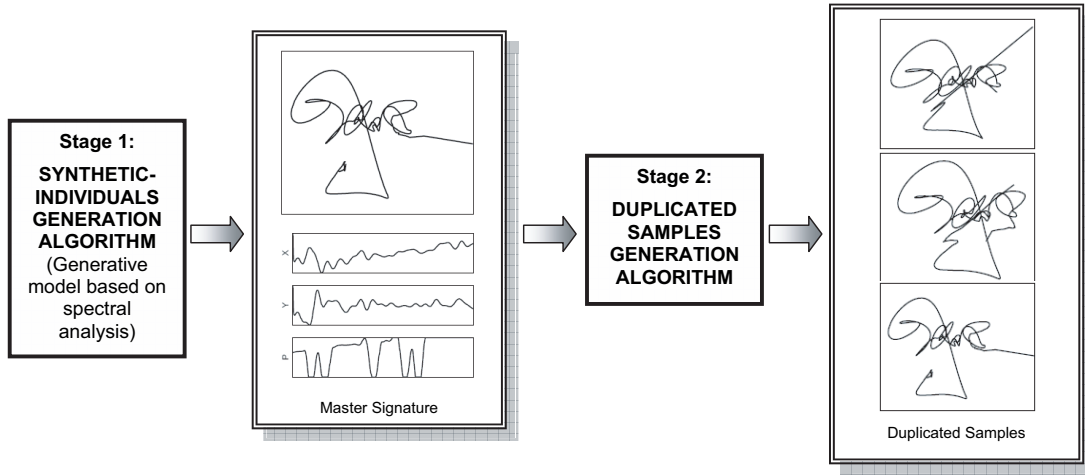 Stage 1:
SYNTHETIC-
INDIVIDUALS
GENERATION
ALGORITHM
(Generative
model based on
spectral
analysis)
X
Y
P
Master Signature
Stage 2:
DUPLICATED
SAMPLES
GENERATION
ALGORITHM
Duplicated Samples